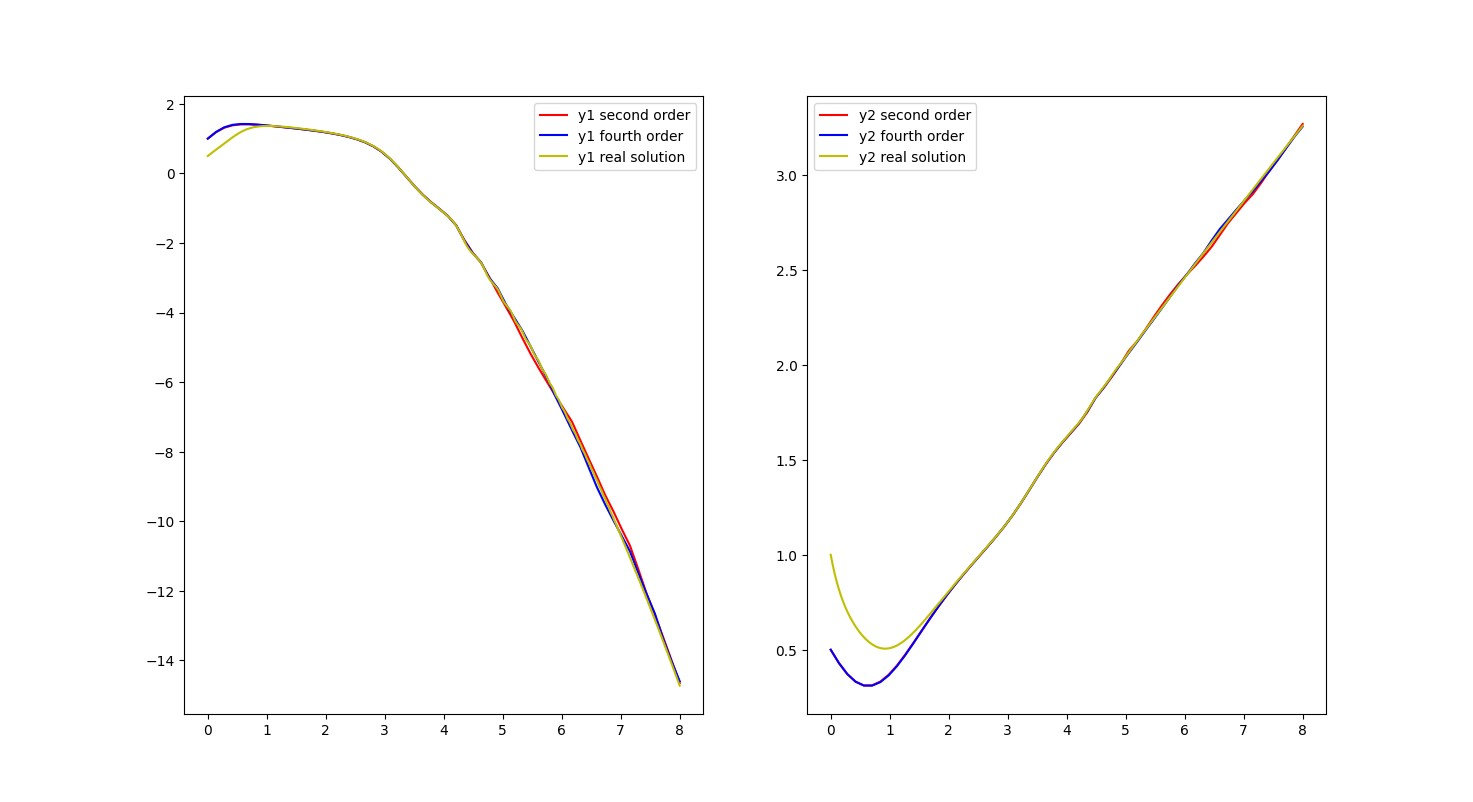 2
0
−2
−4
−6
−8
−10
−12
−14
0 1 2 3 4 5 6 7 8
y1 second order
y1 fourth order
y1 real solution
3.0
2.5
2.0
1.5
1.0
0.5
0 1 2 3 4 5 6 7 8
y2 second order
y2 fourth order
y2 real solution